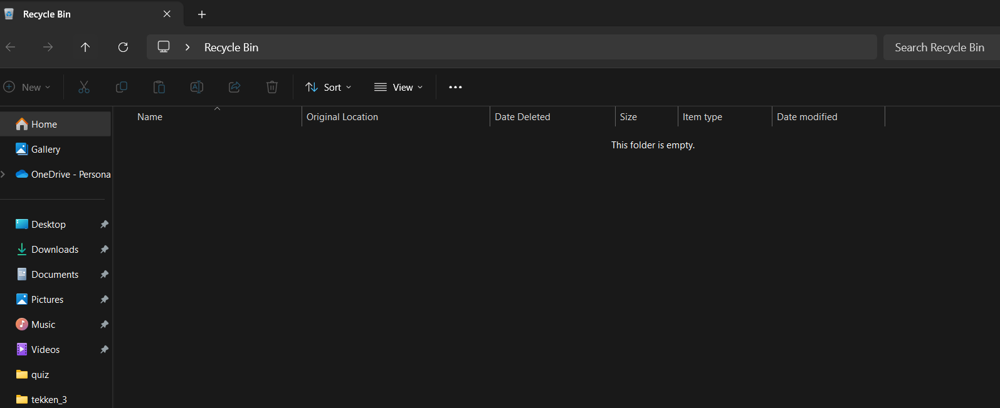 Recycle Bin
Recycle Bin
Search Recycle Bin
New
Sort
View
Name
Original Location
Date Deleted
Size
Item type
Date modified
This folder is empty.
Home
Gallery
OneDrive - Persona
Desktop
Downloads
Documents
Pictures
Music
Videos
quiz
tekken_3